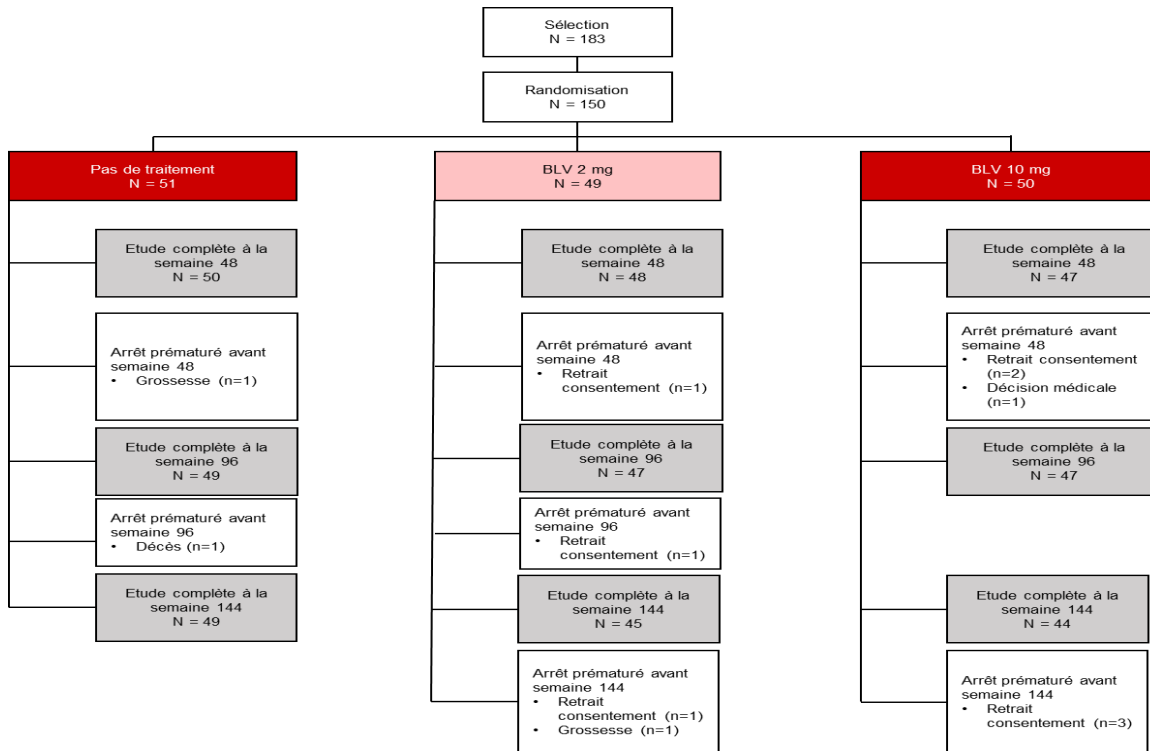 Sélection
N = 183
Randomisation
N = 150
Pas de traitement
N = 51
Etude complète à la
semaine 48
N = 50
Arrêt prématuré avant
semaine 48
• Grossesse (n=1)
Etude complète à la
semaine 96
N = 49
Arrêt prématuré avant
semaine 96
• Décès (n=1)
Etude complète à la
semaine 144
N = 49
BLV 2 mg
N = 49
Etude complète à la
semaine 48
N = 48
Arrêt prématuré avant
semaine 48
• Retrait
consentement (n=1)
Etude complète à la
semaine 96
N = 47
Arrêt prématuré avant
semaine 96
• Retrait
consentement (n=1)
Etude complète à la
semaine 144
N = 45
Arrêt prématuré avant
semaine 144
• Retrait
consentement (n=1)
• Grossesse (n=1)
BLV 10 mg
N = 50
Etude complète à la
semaine 48
N = 47
Arrêt prématuré avant
semaine 48
• Retrait consentement
(n=2)
• Décision médicale
(n=1)
Etude complète à la
semaine 96
N = 47
Etude complète à la
semaine 144
N = 44
Arrêt prématuré avant
semaine 144
• Retrait
consentement (n=3)